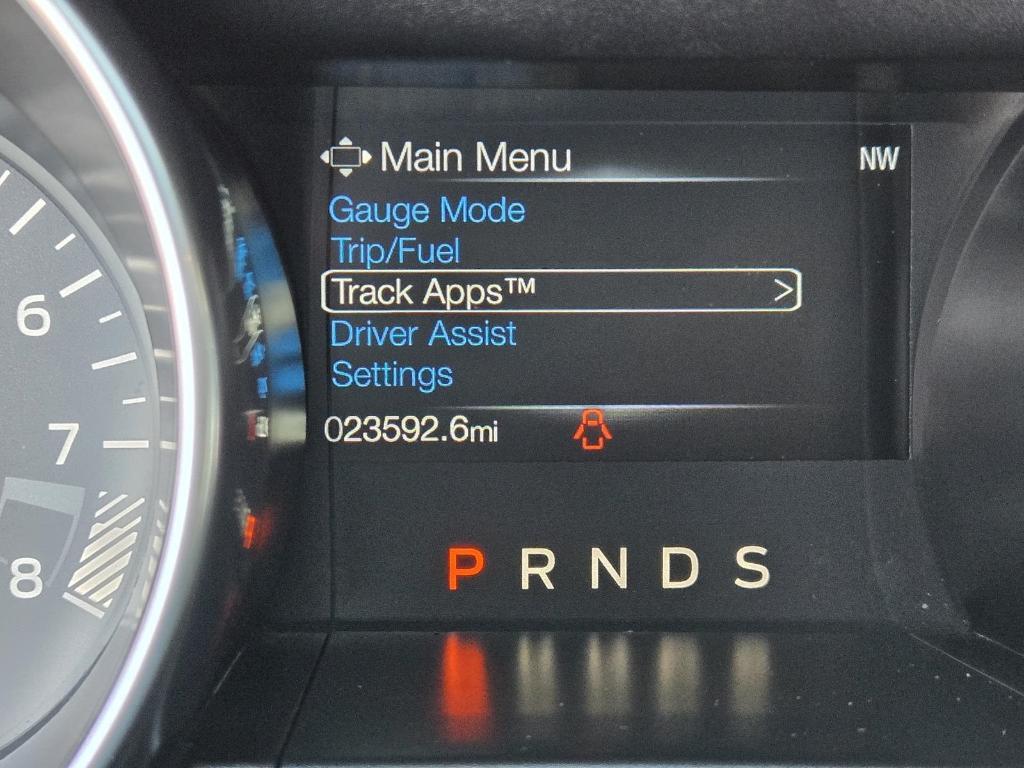 Main Menu
NW
Gauge Mode
Trip/Fuel
Track Apps™ >
Driver Assist
Settings
023592.6mi
6
7
8
P R N D S